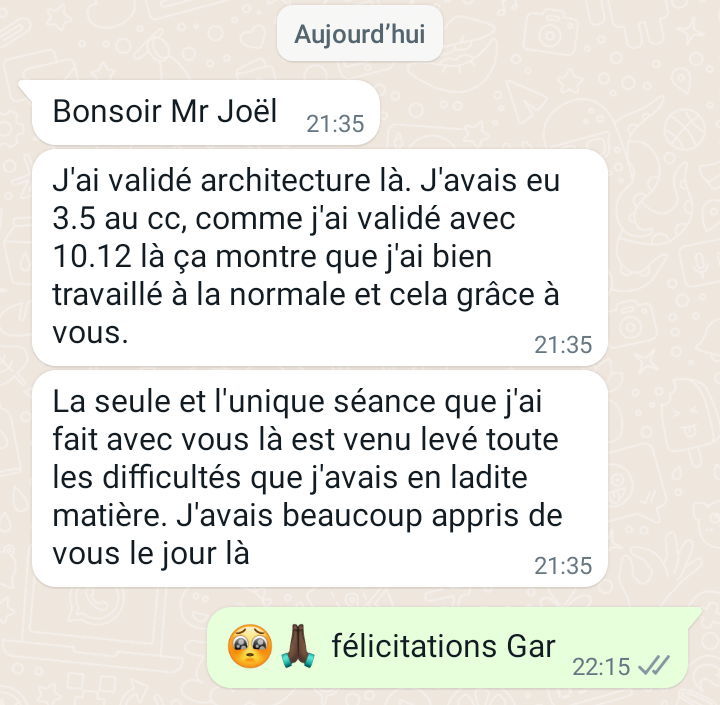 Aujourd’hui
Bonsoir Mr Joël 21:35
J'ai validé architecture là. J'avais eu
3.5 au cc, comme j'ai validé avec
10.12 là ça montre que j'ai bien
travaillé à la normale et cela grâce à
vous. 21:35
La seule et l'unique séance que j'ai
fait avec vous là est venu levé toute
les difficultés que j'avais en ladite
matière. J'avais beaucoup appris de
vous le jour là 21:35
🥹🙏🏿 félicitations Gar 22:15